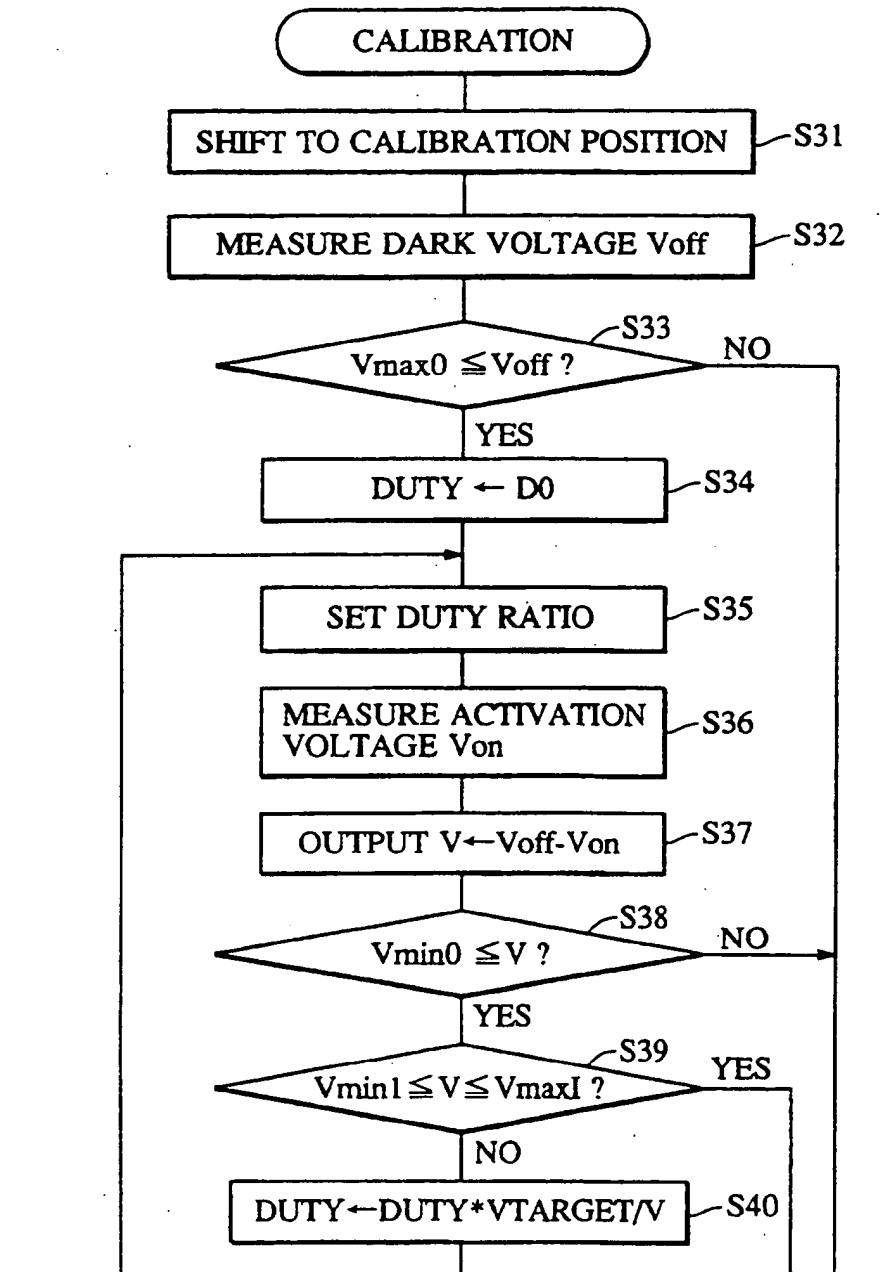 CALIBRATION
SHIFT TO CALIBRATION POSITION
S31
MEASURE DARK VOLTAGE Voff
S32
S33
Vmax0 ≦ Voff ?
NO
YES
DUTY ← D0
S34
SET DUTY RATIO
S35
MEASURE ACTIVATION
VOLTAGE Von
S36
OUTPUT V←Voff-Von
S37
S38
Vmin0 ≦ V ?
NO
YES
S39
Vmin1≦V≦VmaxI ?
YES
NO
DUTY←DUTY*VTARGET/V
S40